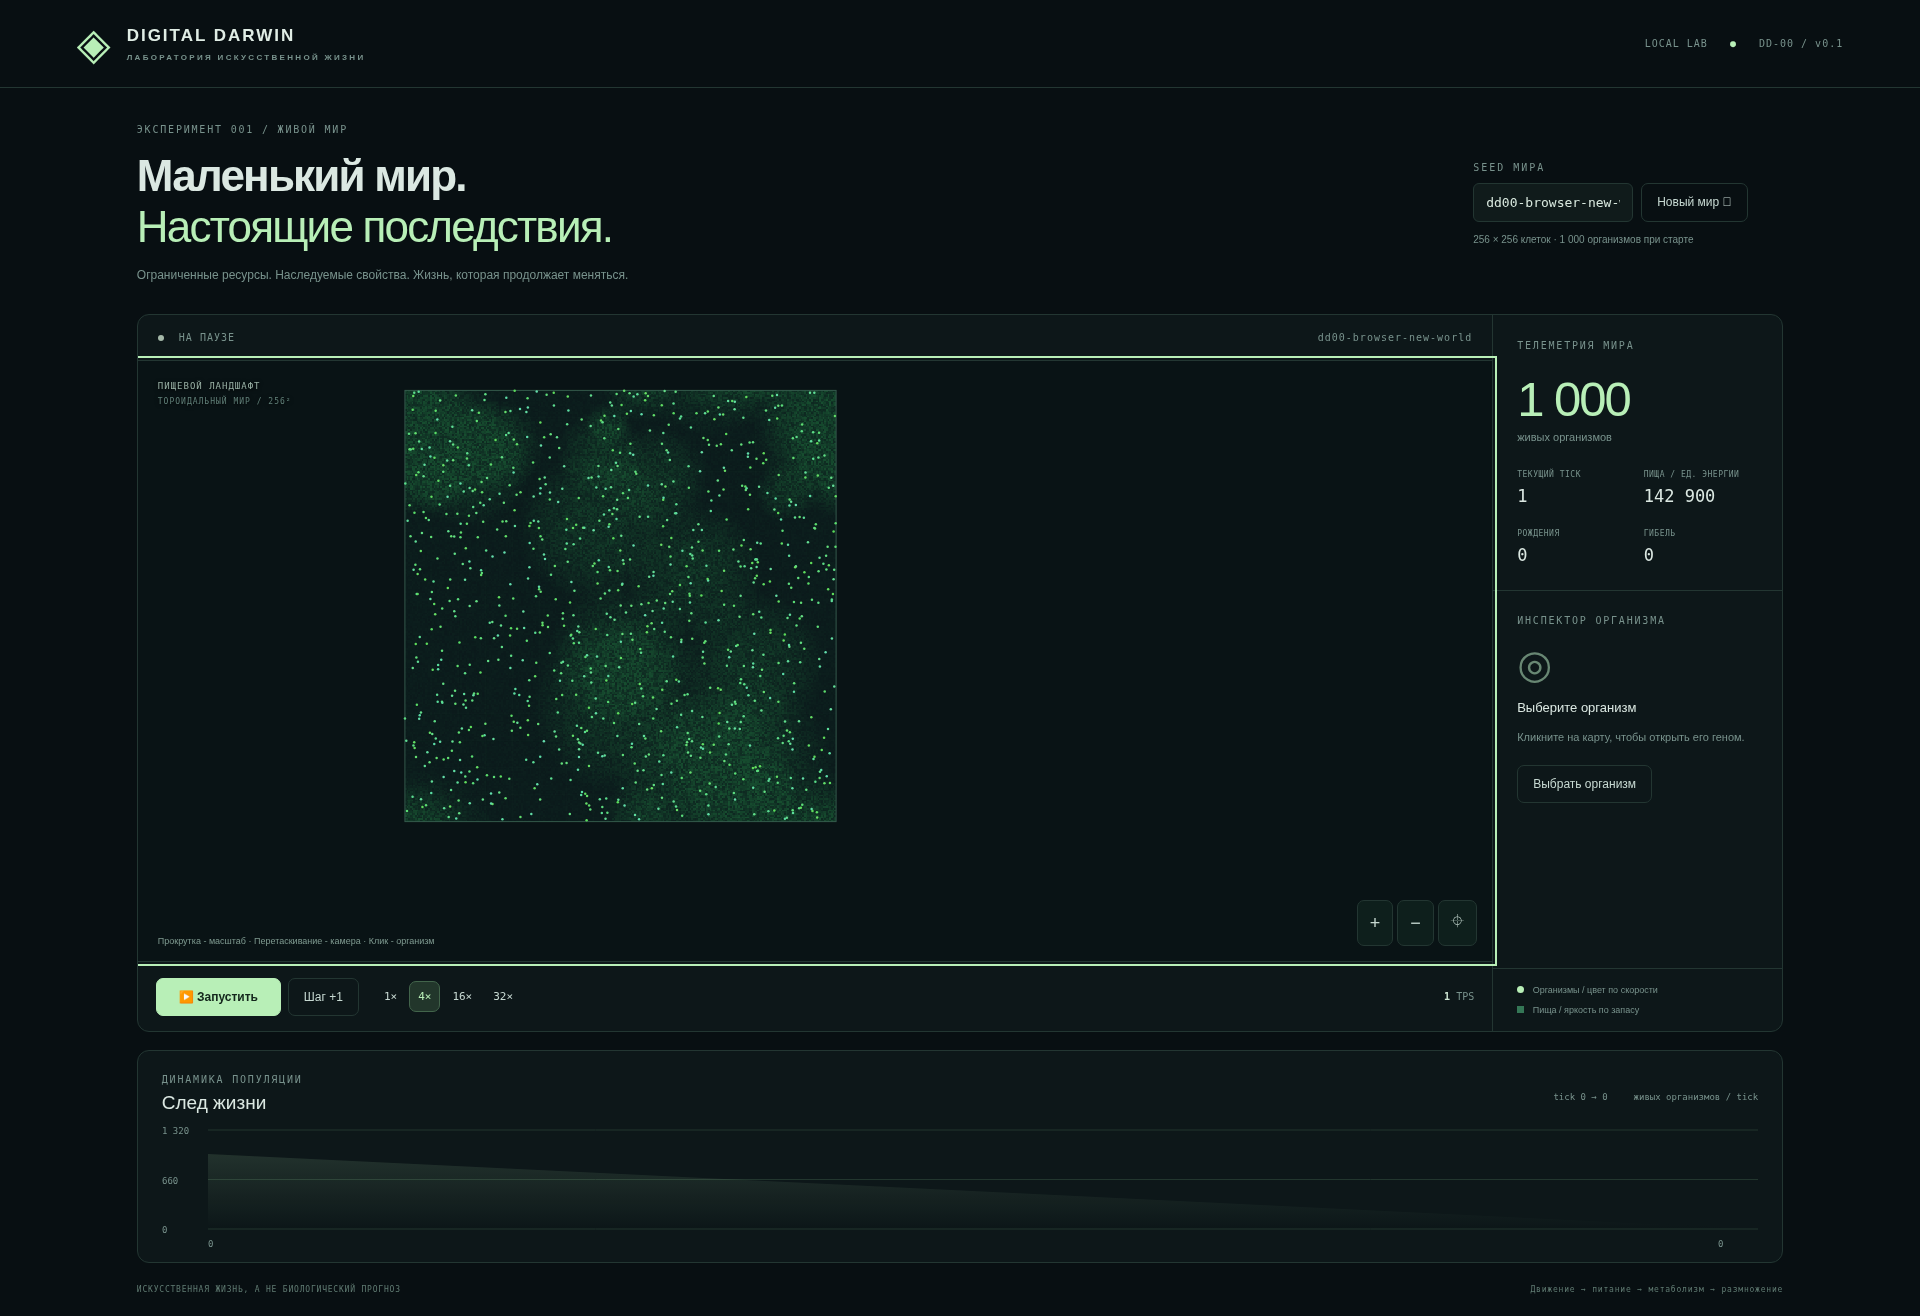 DIGITAL DARWIN
ЛАБОРАТОРИЯ ИСКУССТВЕННОЙ ЖИЗНИ
LOCAL LAB
DD-00 / v0.1
ЭКСПЕРИМЕНТ 001 / ЖИВОЙ МИР
Маленький мир.
Настоящие последствия.
Ограниченные ресурсы. Наследуемые свойства. Жизнь, которая продолжает меняться.
SEED МИРА
dd00-browser-new-
Новый мир
256 × 256 клеток · 1 000 организмов при старте
НА ПАУЗЕ
dd00-browser-new-world
ПИЩЕВОЙ ЛАНДШАФТ
ТОРОИДАЛЬНЫЙ МИР / 256²
+
−
Прокрутка - масштаб · Перетаскивание - камера · Клик - организм
▶️ Запустить
Шаг +1
1×
4×
16×
32×
1 TPS
ТЕЛЕМЕТРИЯ МИРА
1 000
живых организмов
ТЕКУЩИЙ TICK
ПИЩА / ЕД. ЭНЕРГИИ
1
142 900
РОЖДЕНИЯ
ГИБЕЛЬ
0
0
ИНСПЕКТОР ОРГАНИЗМА
Выберите организм
Кликните на карту, чтобы открыть его геном.
Выбрать организм
Организмы / цвет по скорости
Пища / яркость по запасу
ДИНАМИКА ПОПУЛЯЦИИ
След жизни
tick 0 → 0
живых организмов / tick
1 320
660
0
0
0
ИСКУССТВЕННАЯ ЖИЗНЬ, А НЕ БИОЛОГИЧЕСКИЙ ПРОГНОЗ
Движение → питание → метаболизм → размножение